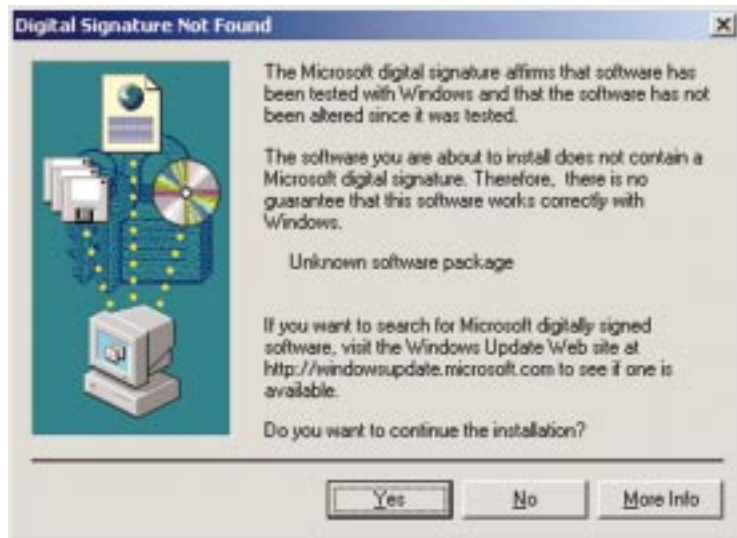 Digital Signature Not Found
The Microsoft digital signature affirms that software has
been tested with Windows and that the software has not
been altered since it was tested.
The software you are about to install does not contain a
Microsoft digital signature. Therefore, there is no
guarantee that this software works correctly with
Windows.
Unknown software package
If you want to search for Microsoft digitally signed
software, visit the Windows Update Web site at
http://windowsupdate.microsoft.com to see if one is
available.
Do you want to continue the installation?
Yes
No
More Info